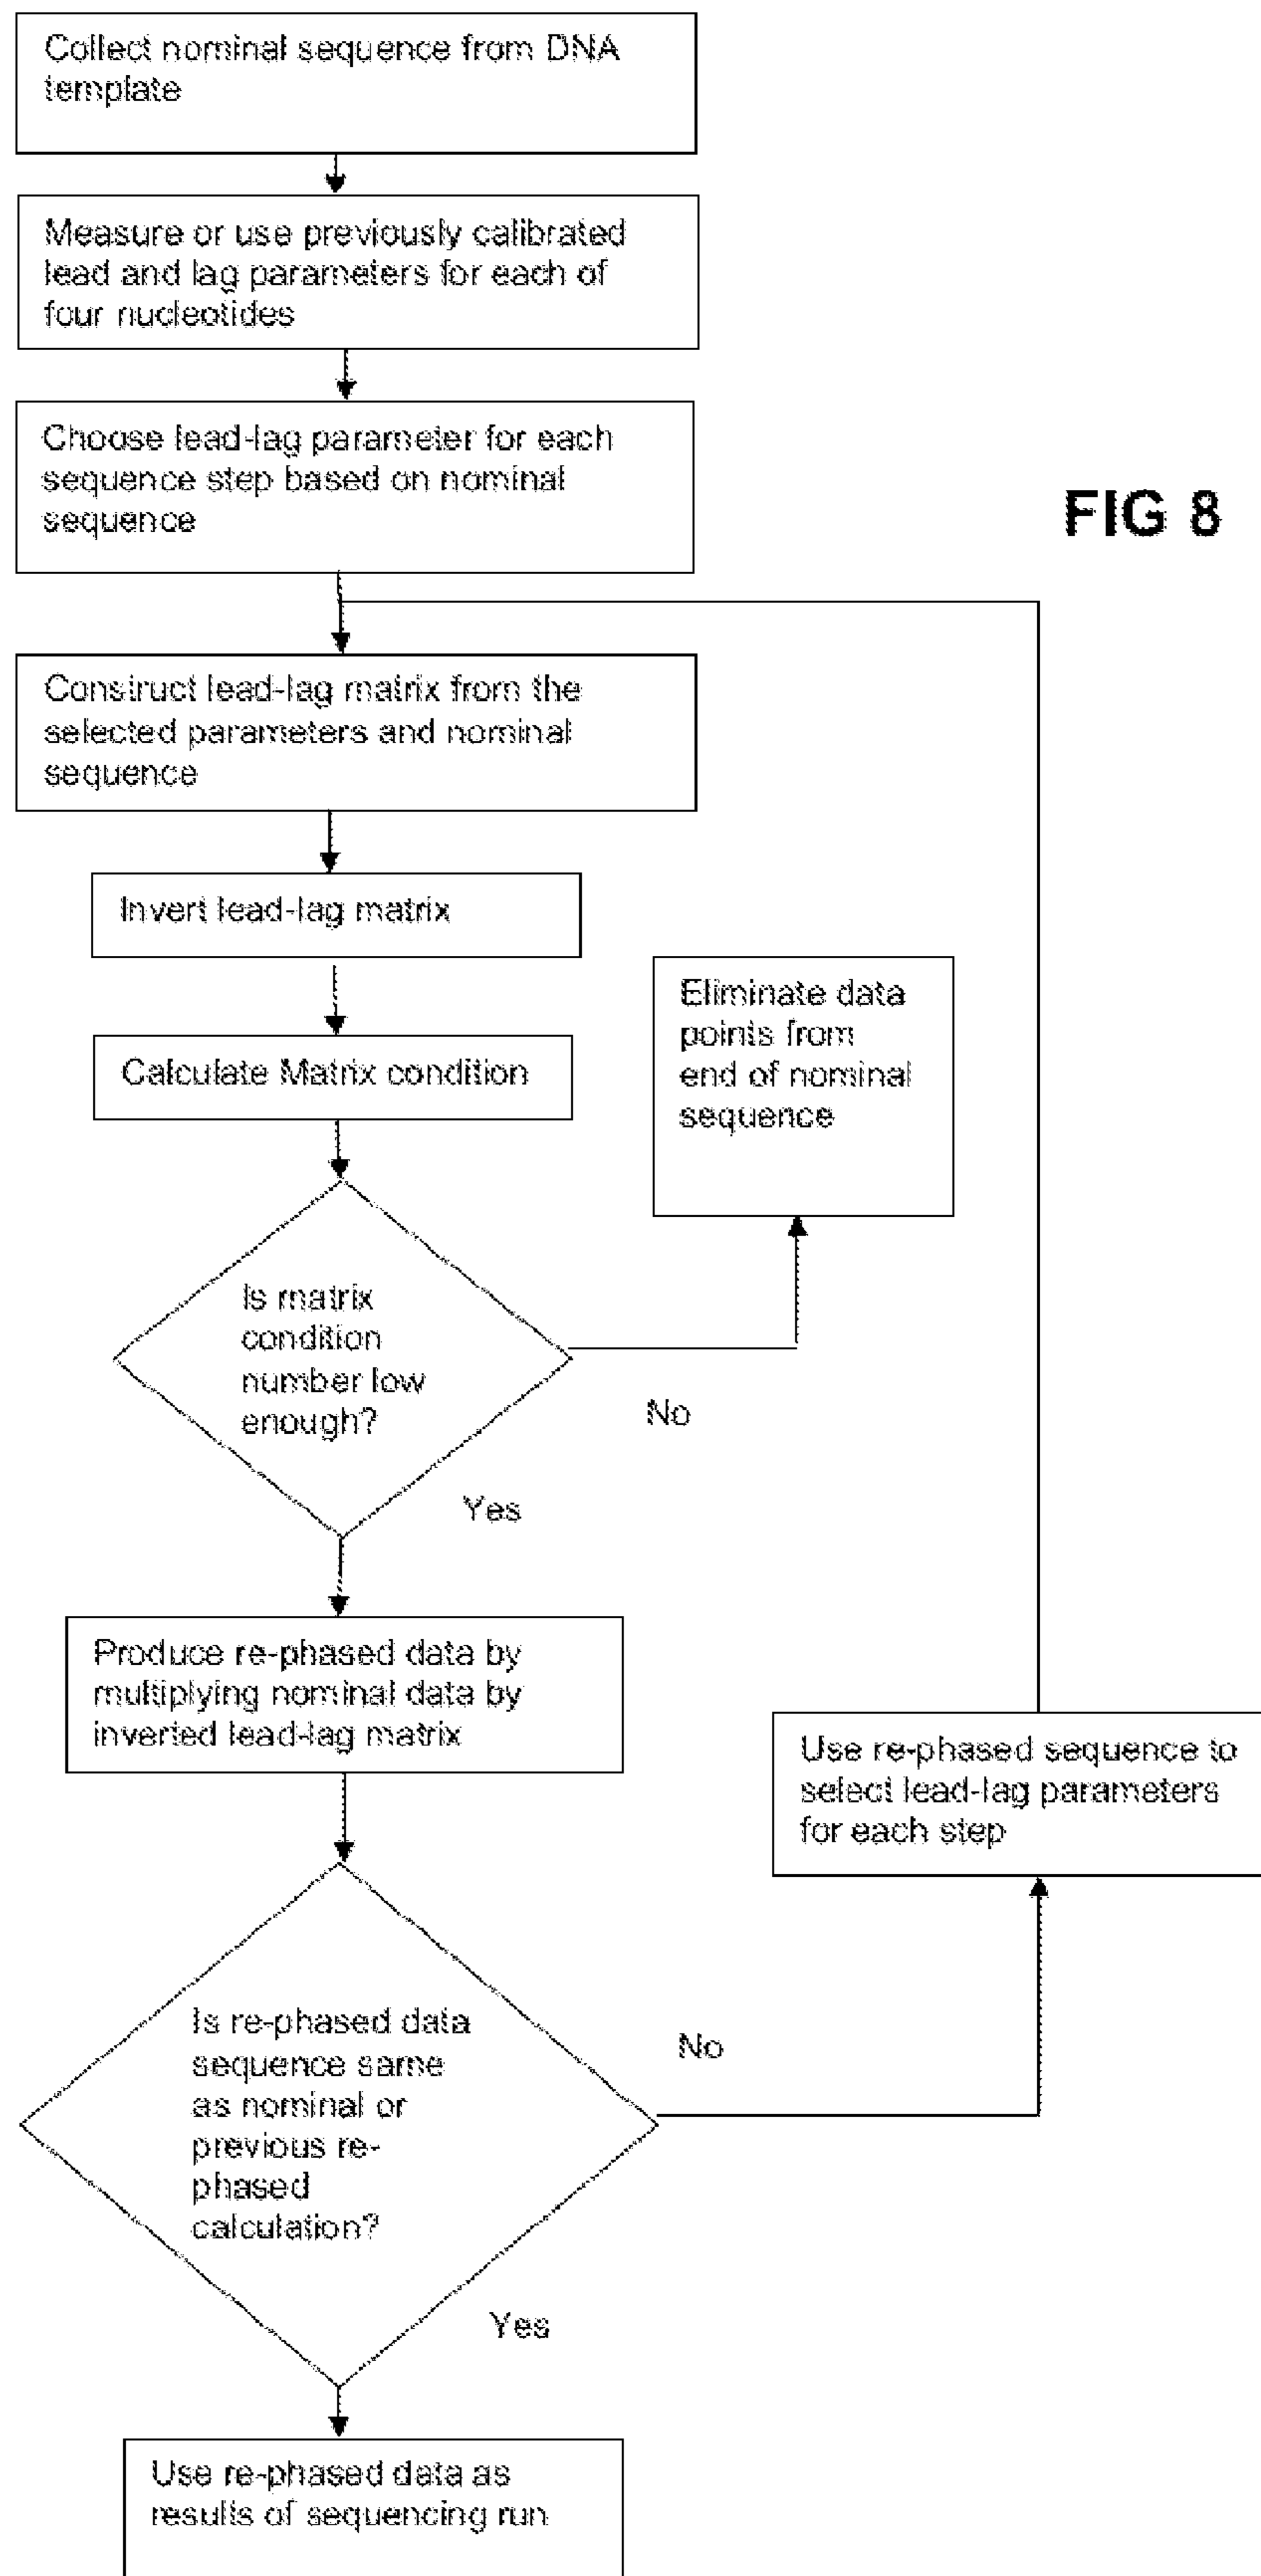 Collect nominal sequence from DNA
template
Measure or use previously calibrated
lead and lag parameters for each of
four nucleotides
Choose lead-lag parameter for each
sequence step based on nominal
sequence
FIG 8
Construct lead-lag matrix from the
selected parameters and nominal
sequence
Invert lead-lag matrix
Eliminate data
points from
end of nominal
sequence
Calculate Matrix condition
Is matrix
condition
number low
enough?
No
Yes
Produce re-phased data by
multiplying nominal data by
inverted lead-lag matrix
Use re-phased sequence to
select lead-lag parameters
for each step
Is re-phased data
sequence same
as nominal or
previous re-
phased
calculation?
No
Yes
Use re-phased data as
results of sequencing run